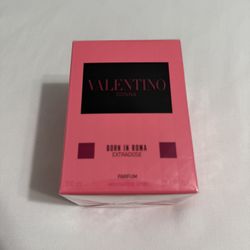 VALENTINO
DONNA
BORN IN ROMA
EXTRADOSE
PARFUM